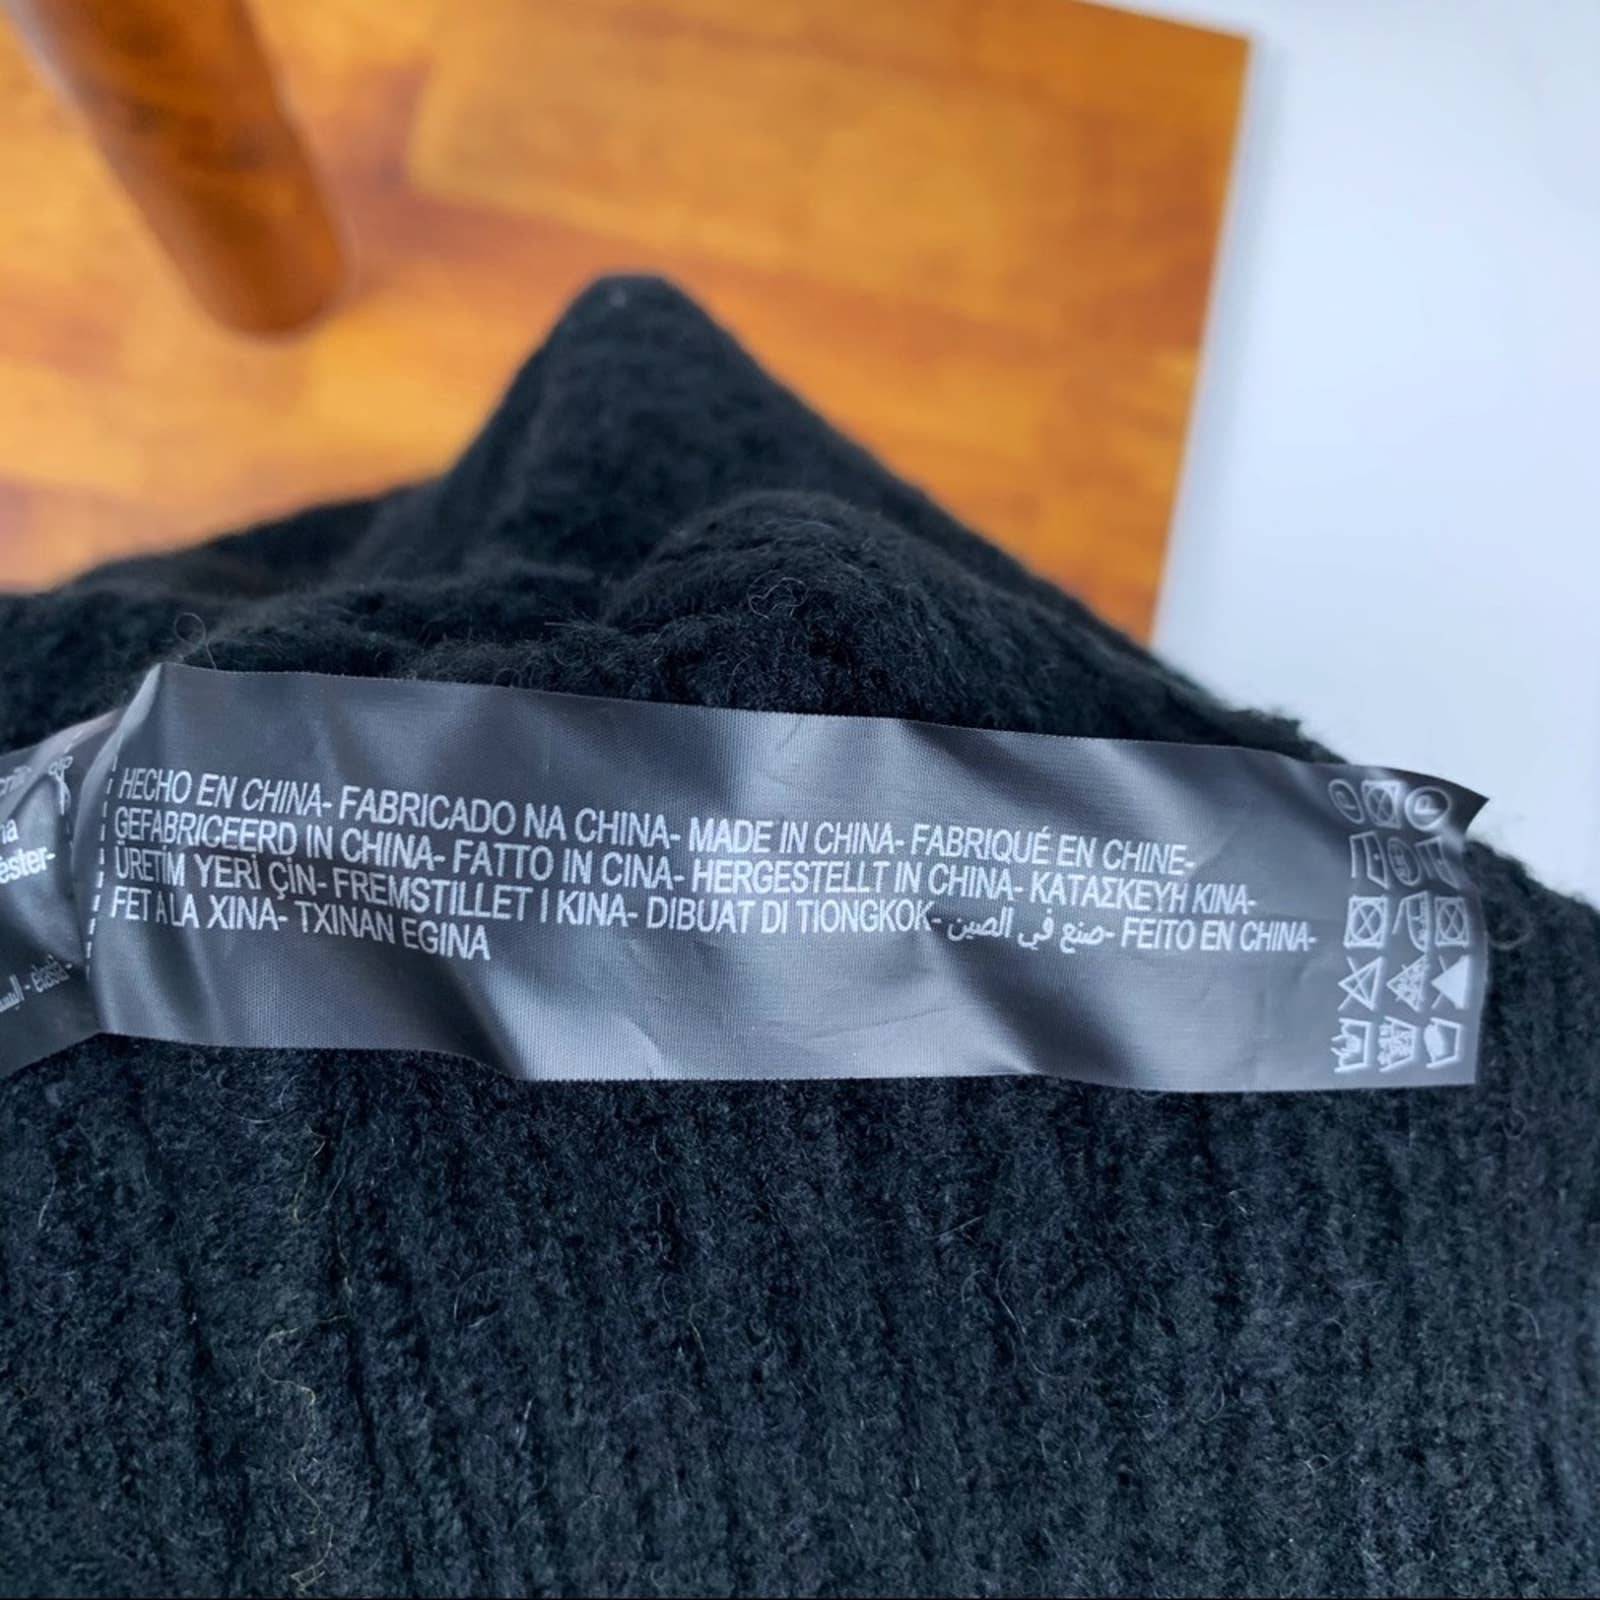 HECHO EN CHINA- FABRICADO NA CHINA- MADE IN CHINA- FABRIQUÉ EN CHINE-
GEFABRICEERD IN CHINA- FATTO IN CINA- HERGESTELLT IN CHINA- ΚΑΤΑΣΚΕΥΗ ΚΙΝΑ-
ÜRETİM YERİ ÇİN- FREMSTILLET I KINA- DIBUAT DI TIONGKOK- صنع في الصين- FEITO EN CHINA-
FET A LA XINA- TXINAN EGINA